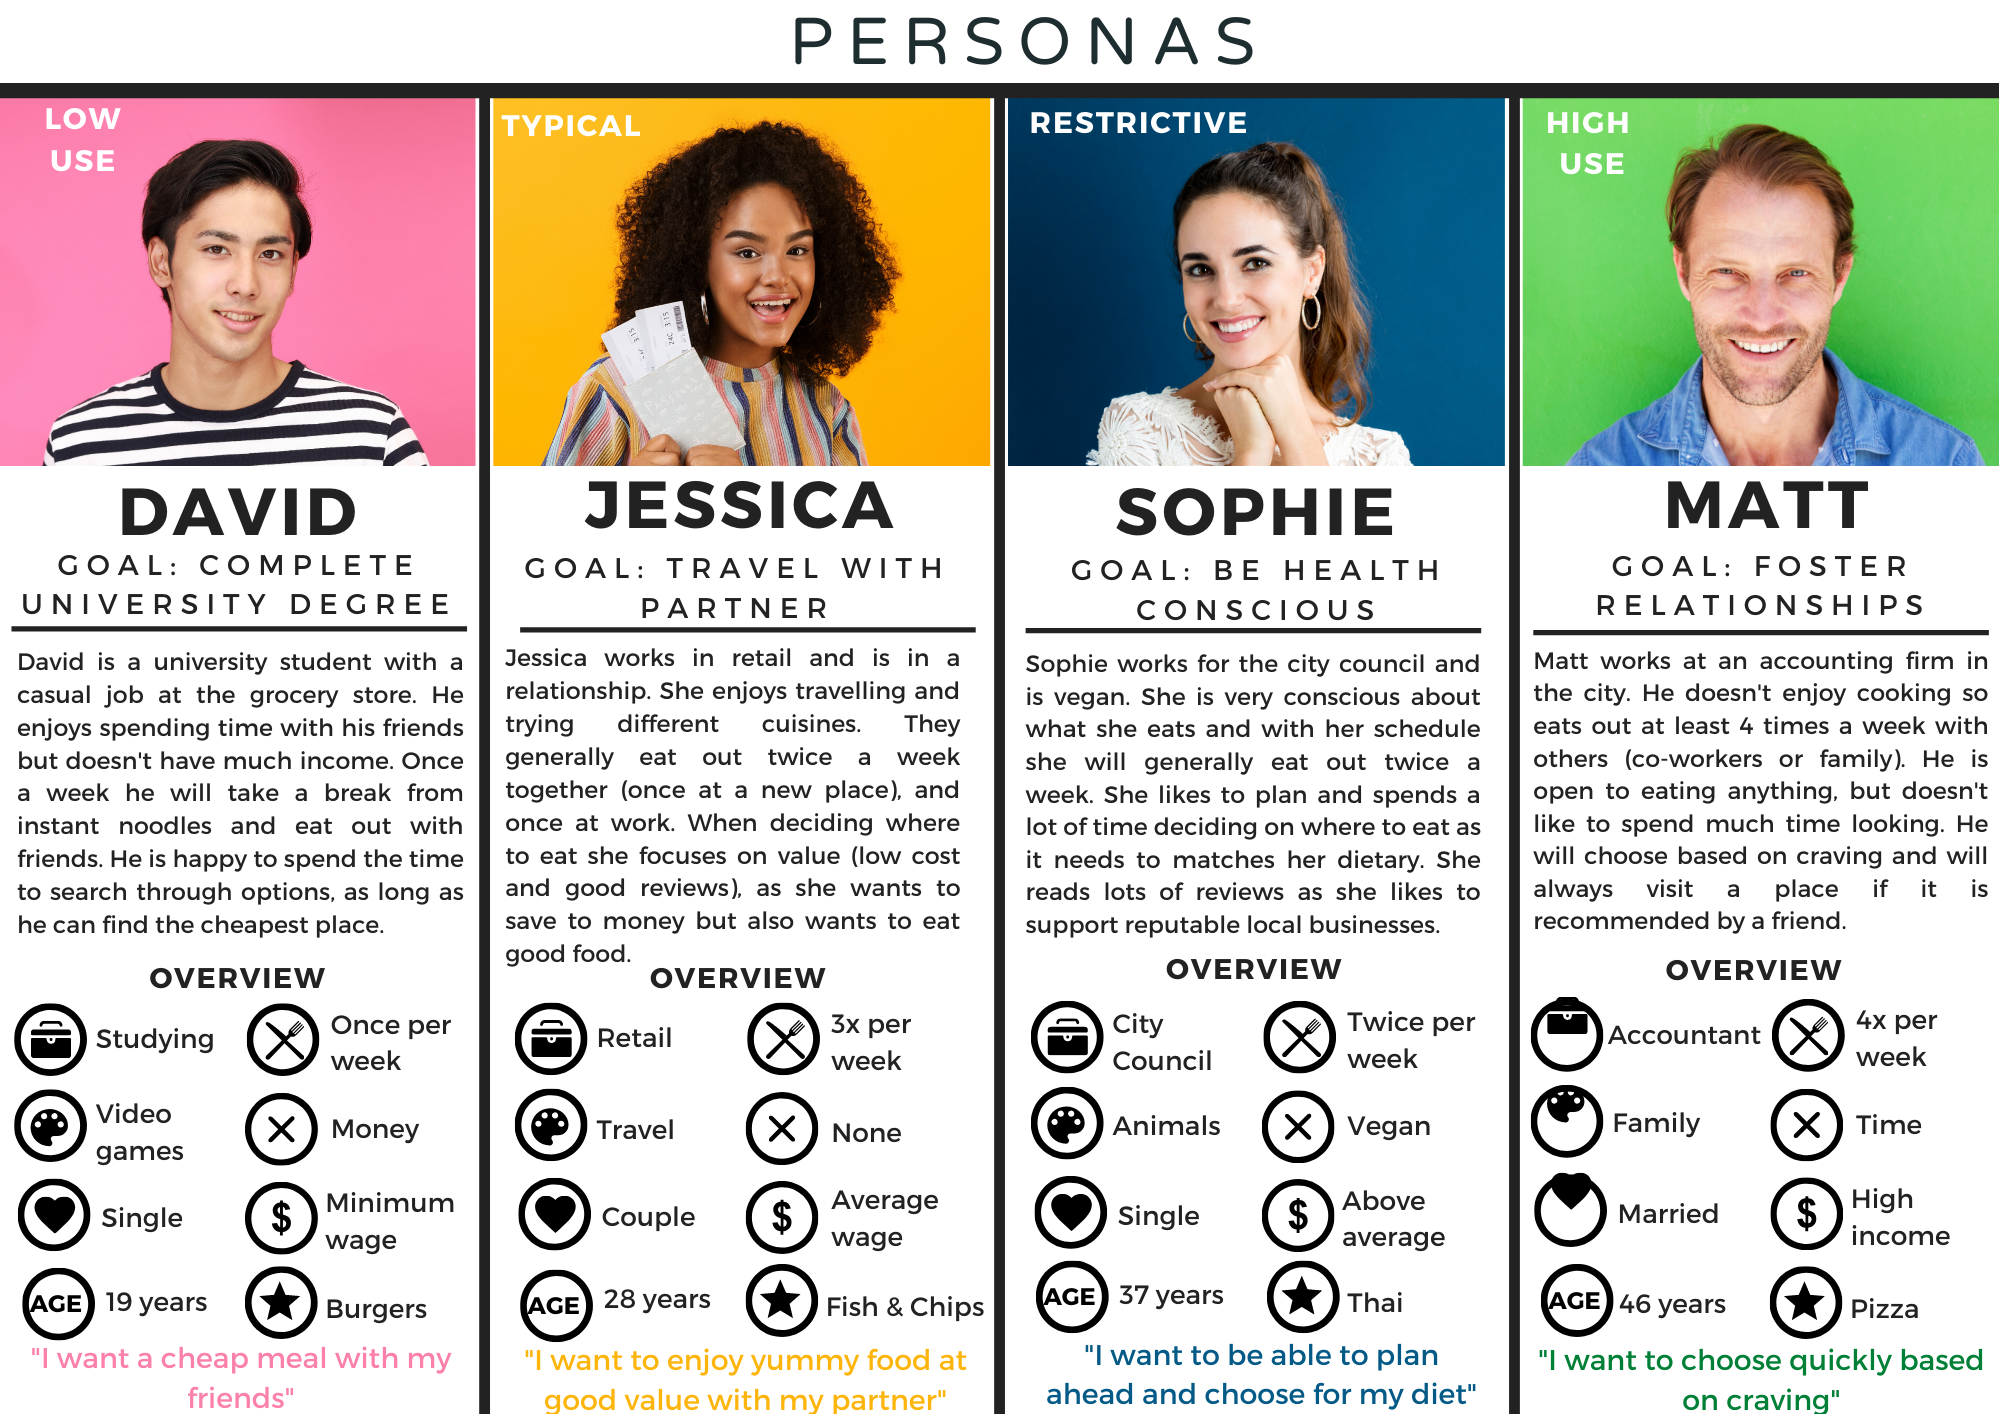 PERSONAS
LOW
USE
DAVID
GOAL: COMPLETE
UNIVERSITY DEGREE
David is a university student with a
casual job at the grocery store. He
enjoys spending time with his friends
but doesn't have much income. Once
a week he will take a break from
instant noodles and eat out with
friends. He is happy to spend the time
to search through options, as long as
he can find the cheapest place.
OVERVIEW
Studying
Once per
week
Video
games
Money
Single
Minimum
wage
AGE
19 years
Burgers
"I want a cheap meal with my
friends"
TYPICAL
JESSICA
GOAL: TRAVEL WITH
PARTNER
Jessica works in retail and is in a
relationship. She enjoys travelling and
trying different cuisines. They
generally eat out twice a week
together (once at a new place), and
once at work. When deciding where
to eat she focuses on value (low cost
and good reviews), as she wants to
save to money but also wants to eat
good food.
OVERVIEW
Retail
3x per
week
Travel
None
Couple
Average
wage
AGE
28 years
Fish & Chips
"I want to enjoy yummy food at
good value with my partner"
RESTRICTIVE
SOPHIE
GOAL: BE HEALTH
CONSCIOUS
Sophie works for the city council and
is vegan. She is very conscious about
what she eats and with her schedule
she will generally eat out twice a
week. She likes to plan and spends a
lot of time deciding on where to eat as
it needs to matches her dietary. She
reads lots of reviews as she likes to
support reputable local businesses.
OVERVIEW
City
Council
Twice per
week
Animals
Vegan
Single
Above
average
AGE
37 years
Thai
"I want to be able to plan
ahead and choose for my diet"
HIGH
USE
MATT
GOAL: FOSTER
RELATIONSHIPS
Matt works at an accounting firm in
the city. He doesn't enjoy cooking so
eats out at least 4 times a week with
others (co-workers or family). He is
open to eating anything, but doesn't
like to spend much time looking. He
will choose based on craving and will
always visit a place if it is
recommended by a friend.
OVERVIEW
Accountant
4x per
week
Family
Time
Married
High
income
AGE
46 years
Pizza
"I want to choose quickly based
on craving"